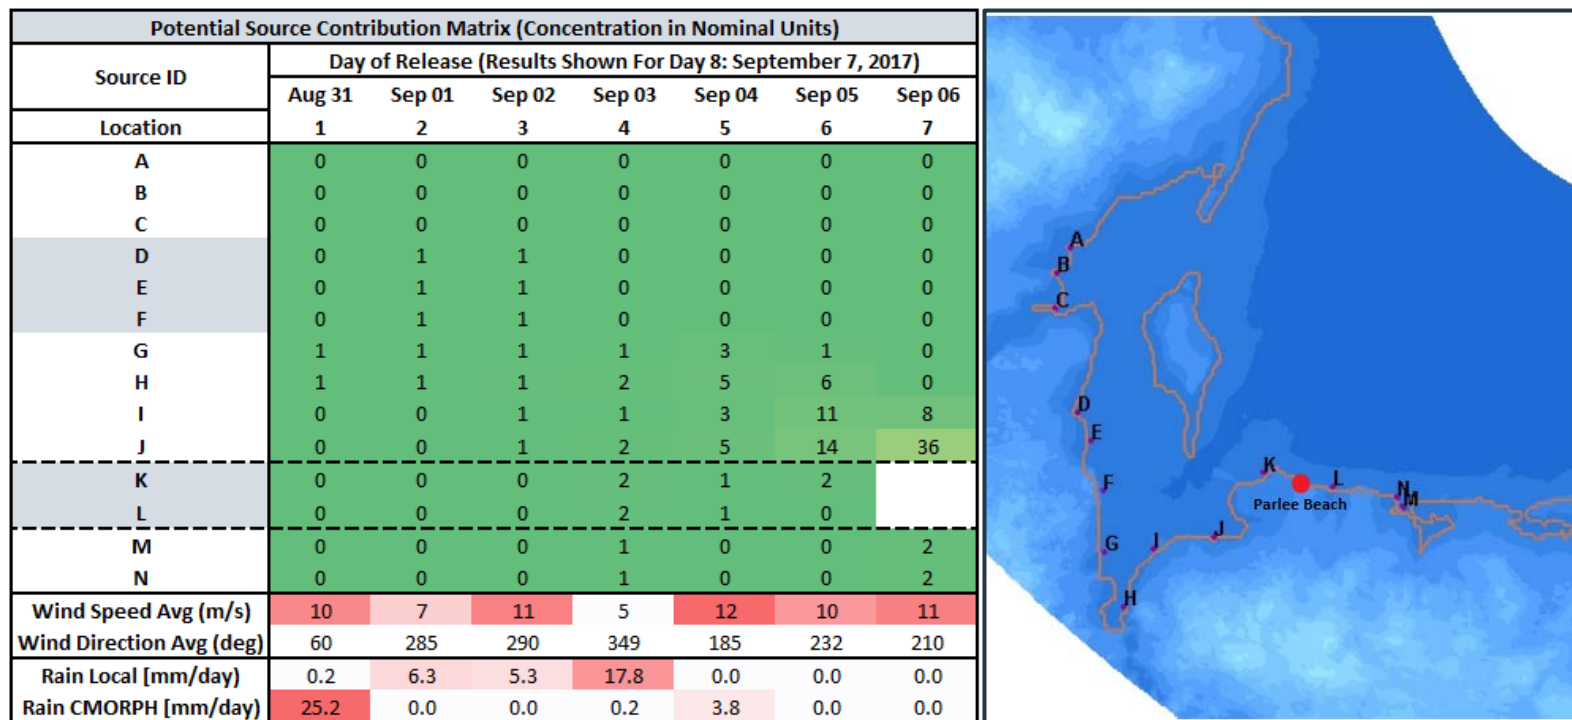 Potential Source Contribution Matrix (Concentration in Nominal Units)
Source ID
Day of Release (Results Shown For Day 8: September 7, 2017)
Aug 31 Sep 01 Sep 02 Sep 03 Sep 04 Sep 05 Sep 06
Location 1 2 3 4 5 6 7
A 0 0 0 0 0 0 0
B 0 0 0 0 0 0 0
C 0 0 0 0 0 0 0
D 0 1 1 0 0 0 0
E 0 1 1 0 0 0 0
F 0 1 1 0 0 0 0
G 1 1 1 1 3 1 0
H 1 1 1 2 5 6 0
I 0 0 1 1 3 11 8
J 0 0 1 2 5 14 36
K 0 0 0 2 1 2
L 0 0 0 2 1 0
M 0 0 0 1 0 0 2
N 0 0 0 1 0 0 2
Wind Speed Avg (m/s) 10 7 11 5 12 10 11
Wind Direction Avg (deg) 60 285 290 349 185 232 210
Rain Local [mm/day] 0.2 6.3 5.3 17.8 0.0 0.0 0.0
Rain CMORPH [mm/day] 25.2 0.0 0.0 0.2 3.8 0.0 0.0
A
B
C
D
E
F
G
H
I
J
K
Parlee Beach
L
N
M